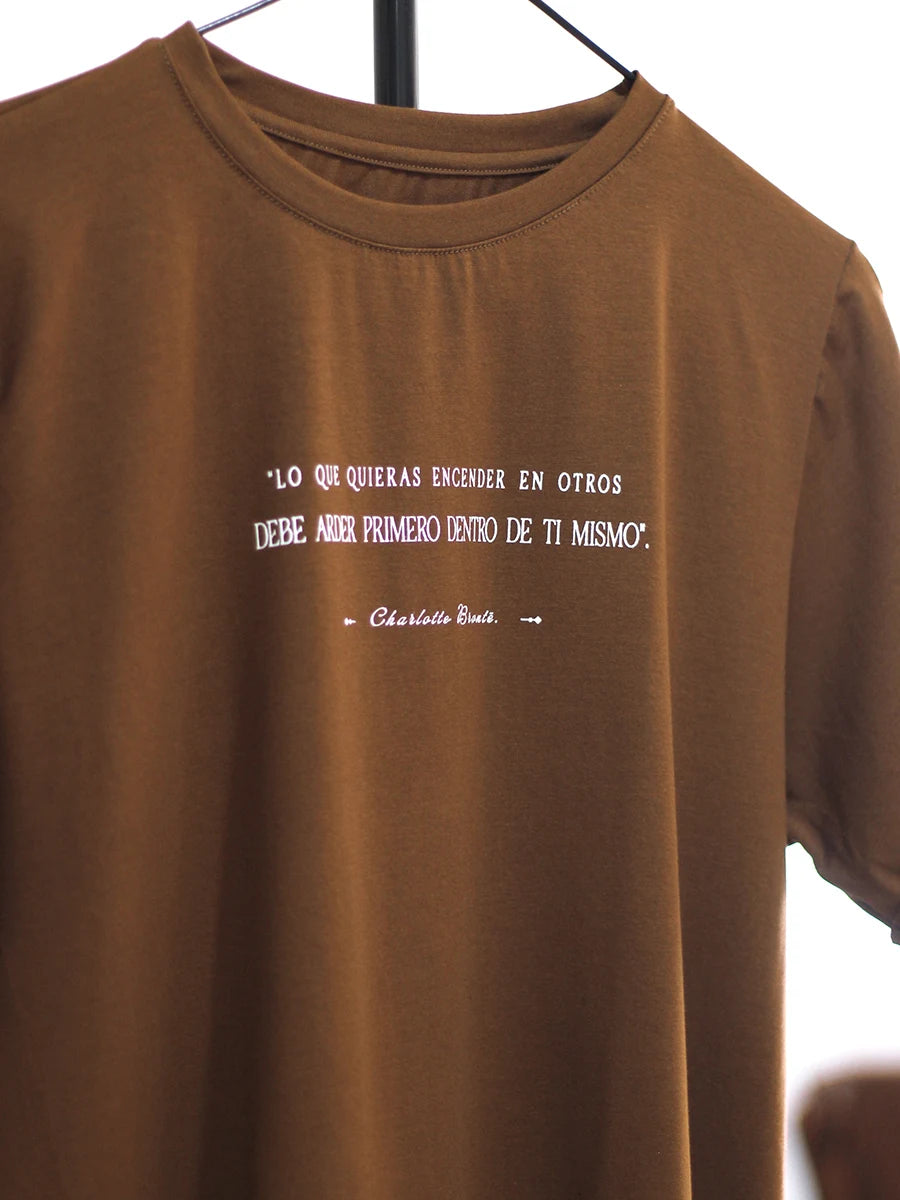 "LO QUE QUIERAS ENCENDER EN OTROS
DEBE ARDER PRIMERO DENTRO DE TI MISMO".
Charlotte Brontë.